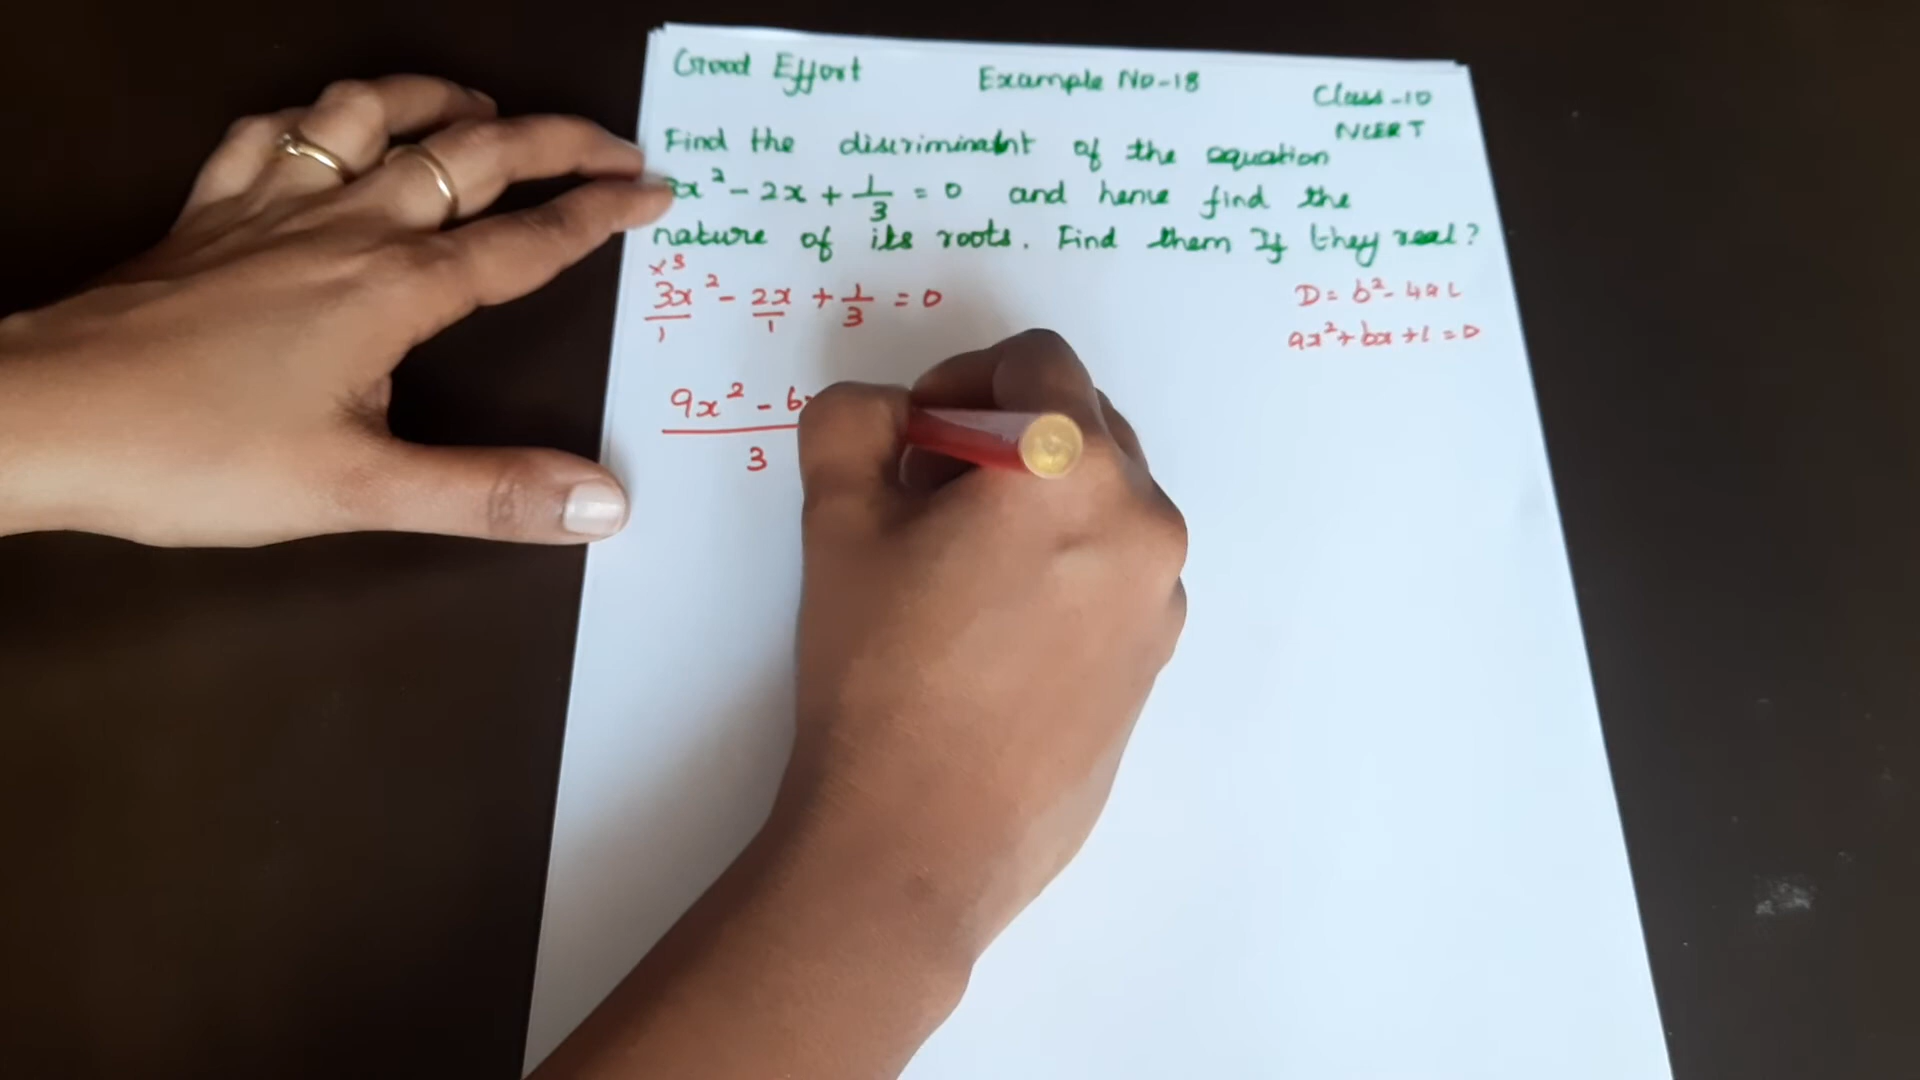 Good Effort Example No-18 Class-10
NCERT
Find the discriminant of the equation
3x² - 2x + 1/3 = 0 and hence find the
nature of its roots. Find them If they real?
x3
3x²/1 - 2x/1 + 1/3 = 0
D = b² - 4ac
ax² + bx + c = 0
9x² - 6x
3